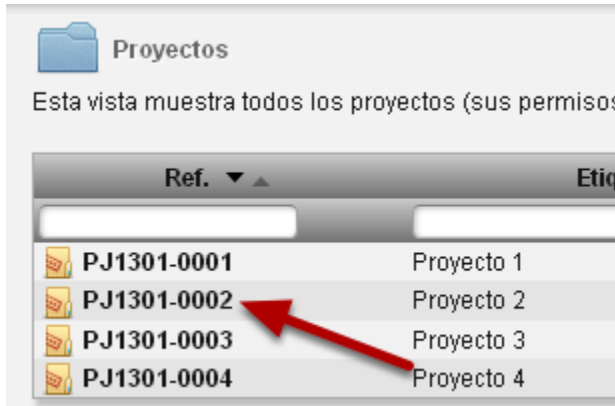 Proyectos
Esta vista muestra todos los proyectos (sus permisos
Ref. Etiq
PJ1301-0001 Proyecto 1
PJ1301-0002 Proyecto 2
PJ1301-0003 Proyecto 3
PJ1301-0004 Proyecto 4